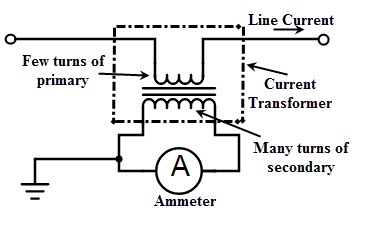 Line Current
Few turns of
primary
Current
Transformer
Many turns of
secondary
A
Ammeter